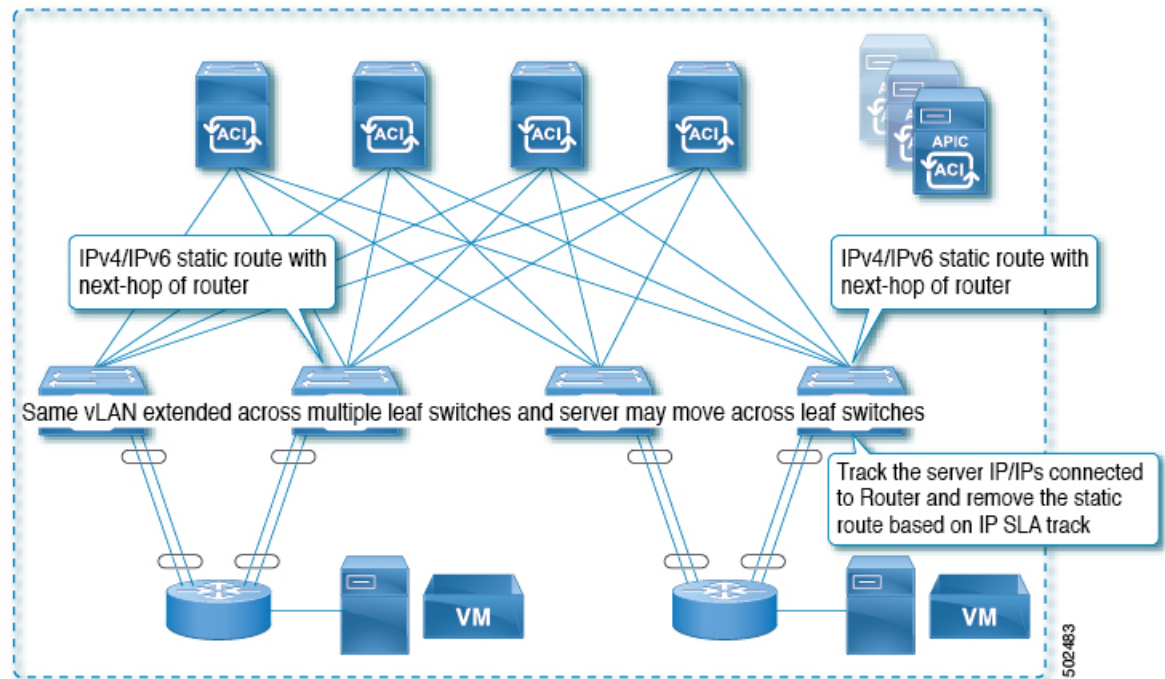 ACI
ACI
ACI
ACI
APIC
ACI
IPv4/IPv6 static route with
next-hop of router
IPv4/IPv6 static route with
next-hop of router
Same vLAN extended across multiple leaf switches and server may move across leaf switches
Track the server IP/IPs connected
to Router and remove the static
route based on IP SLA track
VM
VM
502483